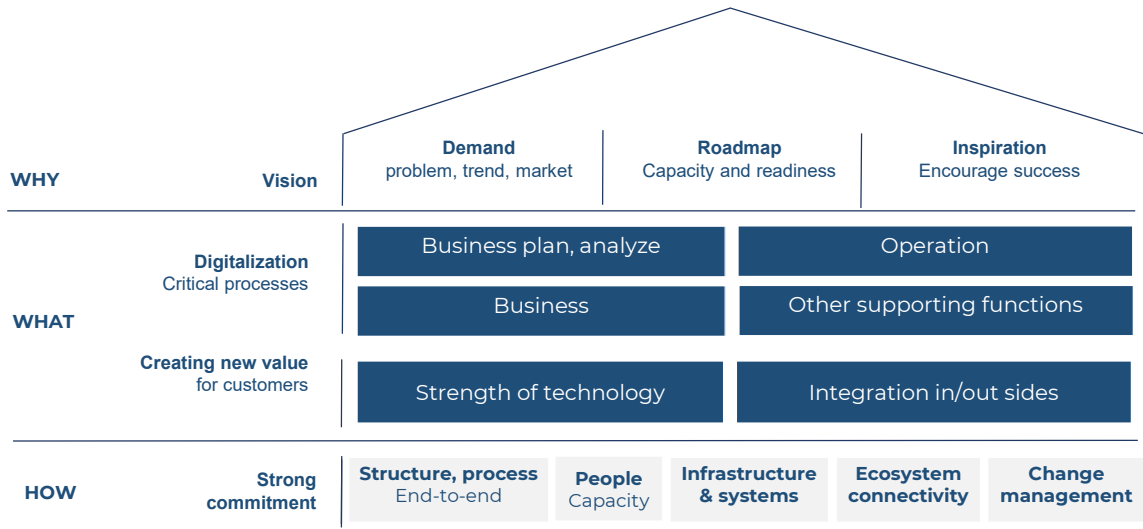 WHY
Vision
Demand
problem, trend, market
Roadmap
Capacity and readiness
Inspiration
Encourage success
WHAT
Digitalization
Critical processes
Business plan, analyze
Operation
Business
Other supporting functions
Creating new value
for customers
Strength of technology
Integration in/out sides
HOW
Strong
commitment
Structure, process
End-to-end
People
Capacity
Infrastructure
& systems
Ecosystem
connectivity
Change
management